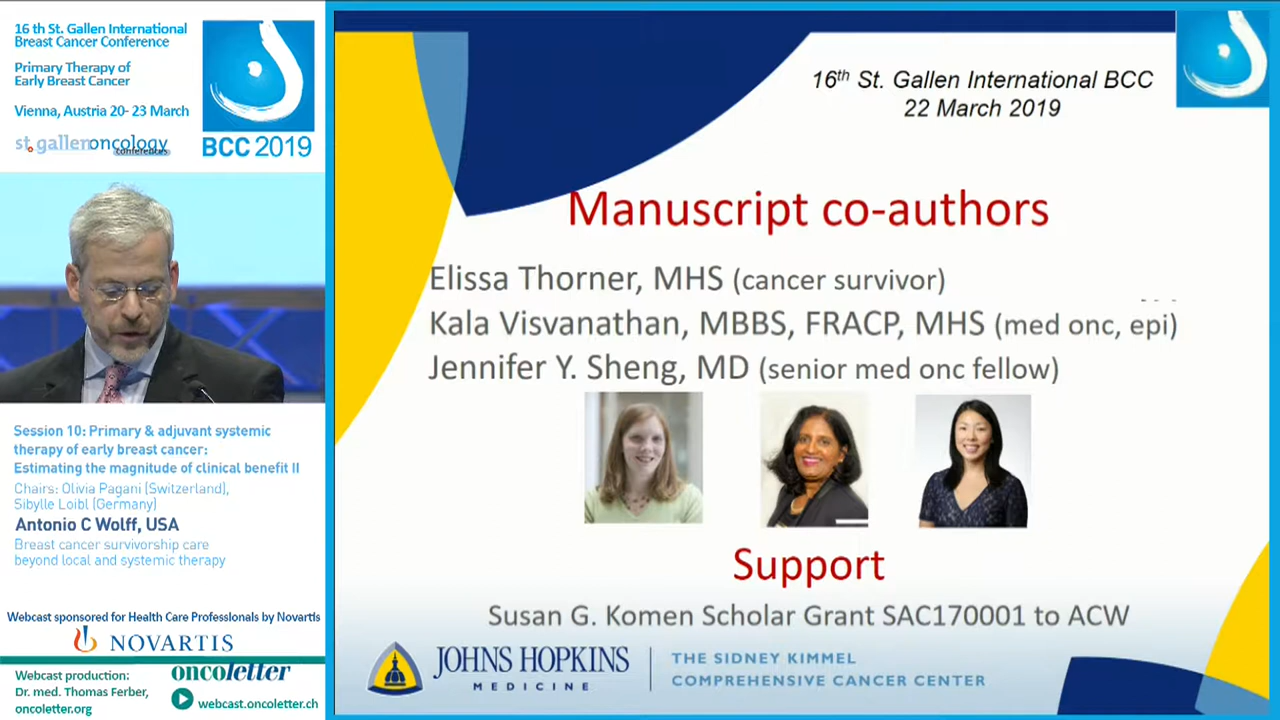 16 th St. Gallen International
Breast Cancer Conference
Primary Therapy of
Early Breast Cancer
Vienna, Austria 20- 23 March
st.gallenoncology
conferences
BCC 2019
Session 10: Primary & adjuvant systemic
therapy of early breast cancer:
Estimating the magnitude of clinical benefit II
Chairs: Olivia Pagani (Switzerland),
Sibylle Loibl (Germany)
Antonio C Wolff, USA
Breast cancer survivorship care
beyond local and systemic therapy
Webcast sponsored for Health Care Professionals by Novartis
NOVARTIS
Webcast production:
Dr. med. Thomas Ferber,
oncoletter.org
oncoletter
webcast.oncoletter.ch
16th St. Gallen International BCC
22 March 2019
Manuscript co-authors
Elissa Thorner, MHS (cancer survivor)
Kala Visvanathan, MBBS, FRACP, MHS (med onc, epi)
Jennifer Y. Sheng, MD (senior med onc fellow)
Support
Susan G. Komen Scholar Grant SAC170001 to ACW
JOHNS HOPKINS
MEDICINE
THE SIDNEY KIMMEL
COMPREHENSIVE CANCER CENTER